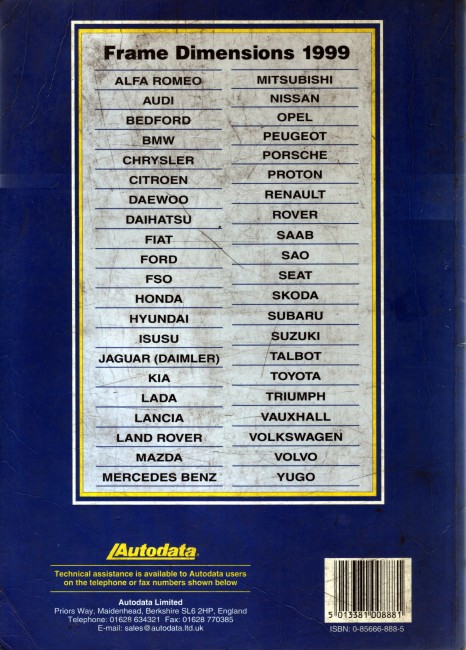 Frame Dimensions 1999
ALFA ROMEO
AUDI
BEDFORD
BMW
CHRYSLER
CITROEN
DAEWOO
DAIHATSU
FIAT
FORD
FSO
HONDA
HYUNDAI
ISUSU
JAGUAR (DAIMLER)
KIA
LADA
LANCIA
LAND ROVER
MAZDA
MERCEDES BENZ
MITSUBISHI
NISSAN
OPEL
PEUGEOT
PORSCHE
PROTON
RENAULT
ROVER
SAAB
SAO
SEAT
SKODA
SUBARU
SUZUKI
TALBOT
TOYOTA
TRIUMPH
VAUXHALL
VOLKSWAGEN
VOLVO
YUGO
Autodata
Technical assistance is available to Autodata users
on the telephone or fax numbers shown below
Autodata Limited
Priors Way, Maidenhead, Berkshire SL6 2HP, England
Telephone: 01628 634321 Fax: 01628 770385
E-mail: sales@autodata.ltd.uk
5 013381 008881
ISBN: 0-85666-888-5